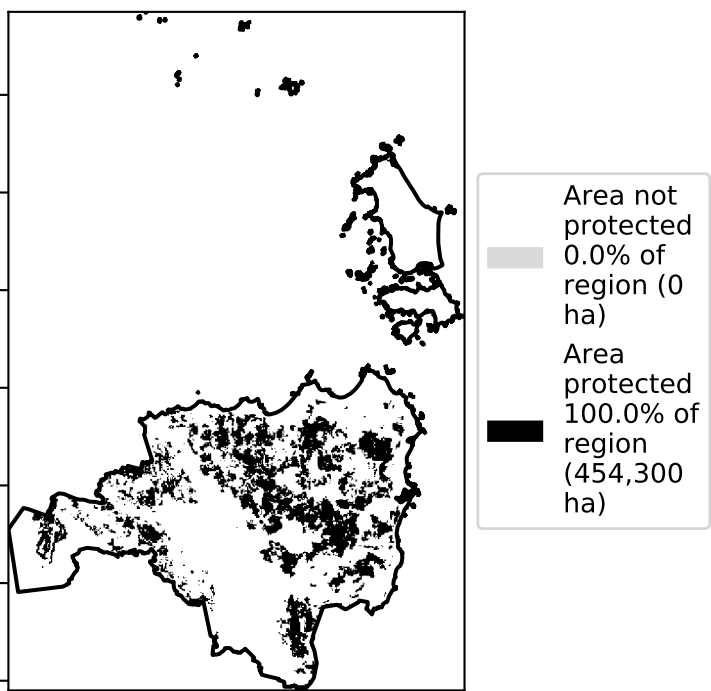 Area not
protected
0.0% of
region (0
ha)
Area
protected
100.0% of
region
(454,300
ha)